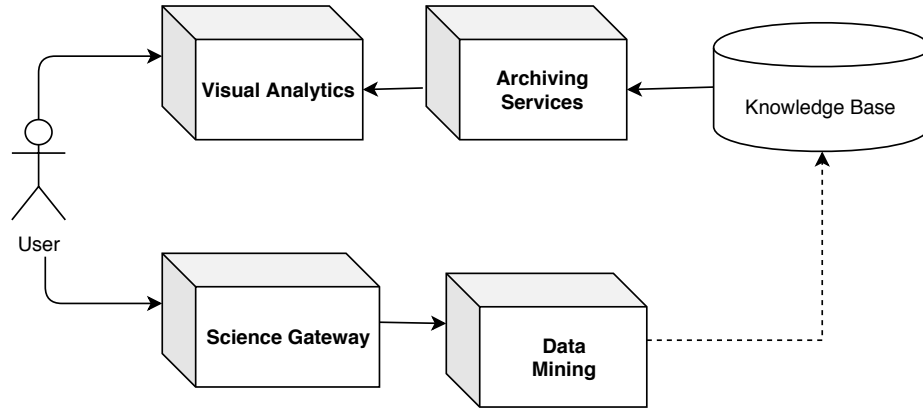 Visual Analytics
Archiving
Services
Knowledge Base
User
Science Gateway
Data
Mining